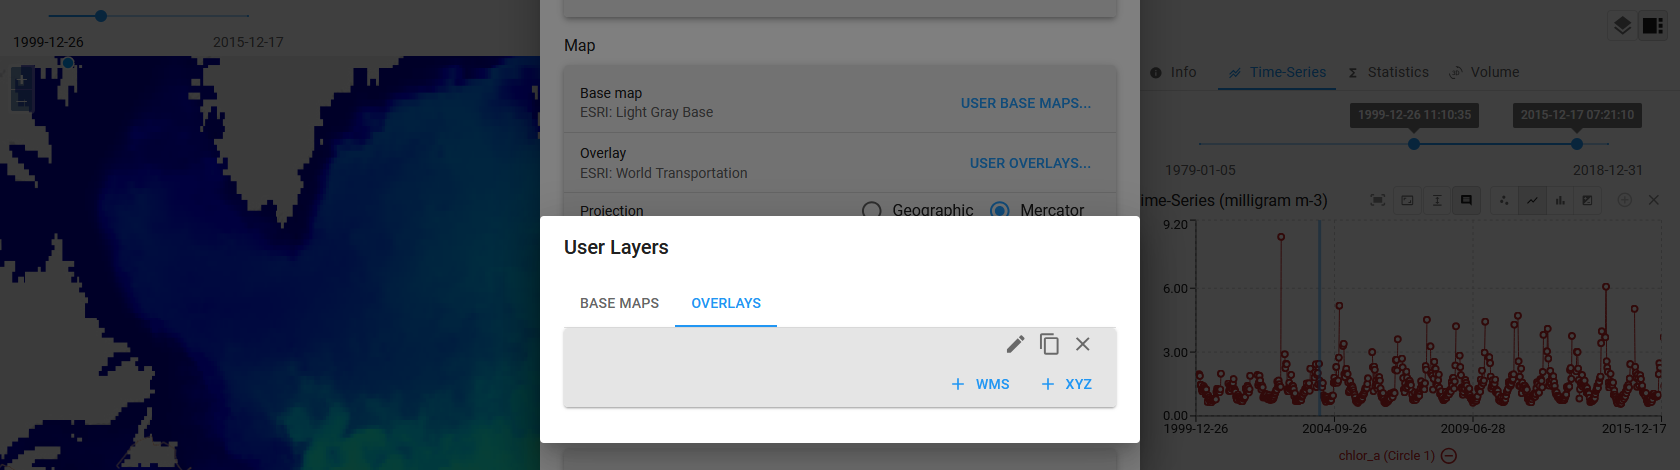 1999-12-26 2015-12-17
+
−
Map
Base map
ESRI: Light Gray Base
USER BASE MAPS...
Overlay
ESRI: World Transportation
USER OVERLAYS...
Projection Geographic Mercator
User Layers
BASE MAPS OVERLAYS
+ WMS + XYZ
Info Time-Series Statistics Volume
1999-12-26 11:10:35 2015-12-17 07:21:10
1979-01-05 2018-12-31
ime-Series (milligram m-3)
9.20
6.00
3.00
0.00
1999-12-26 2004-09-26 2009-06-28 2015-12-17
chlor_a (Circle 1)